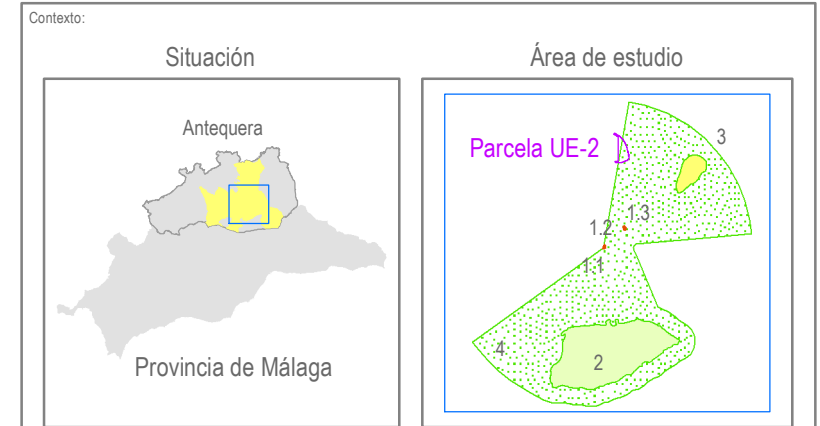 Contexto:
Situación
Antequera
Provincia de Málaga
Área de estudio
Parcela UE-2
3
1.3
1.2
1.1
4
2